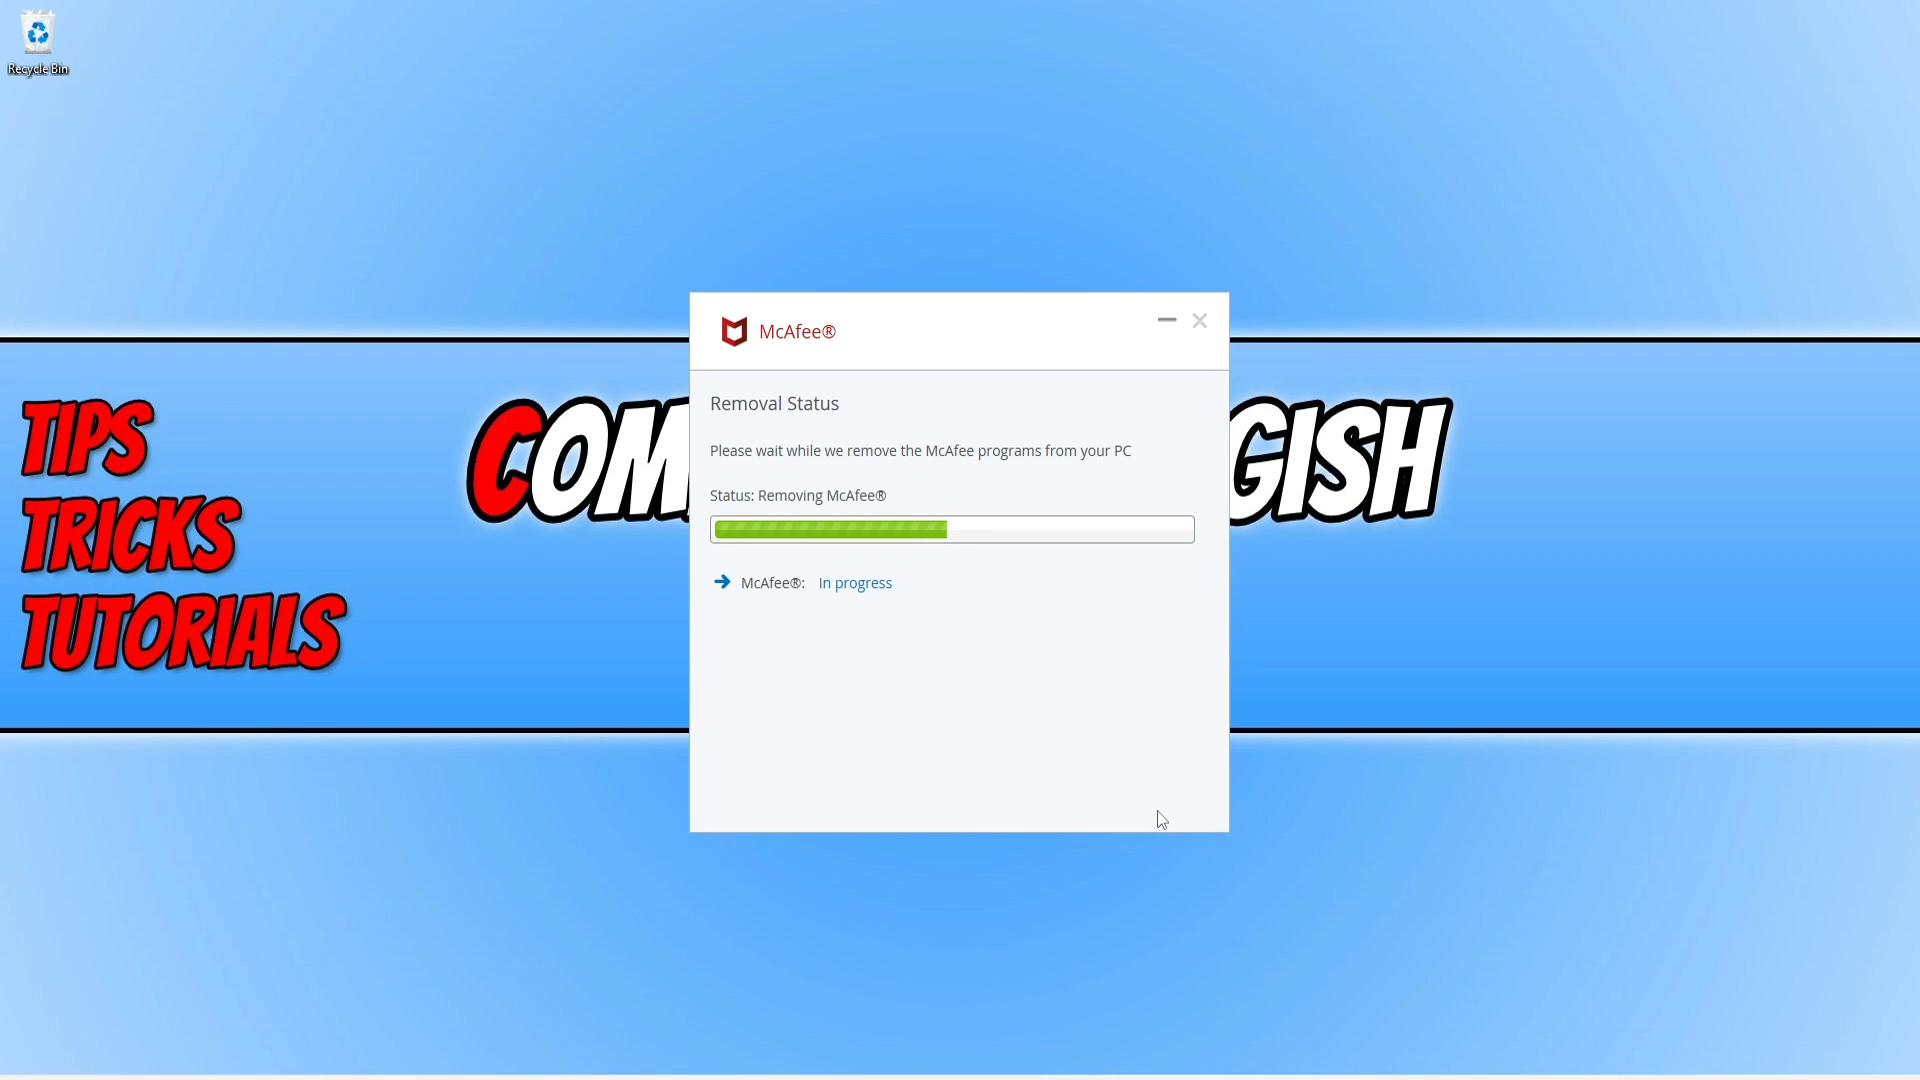 Recycle Bin
McAfee®
Removal Status
Please wait while we remove the McAfee programs from your PC
Status: Removing McAfee®
McAfee®: In progress
TIPS
TRICKS
TUTORIALS
COM
GISH